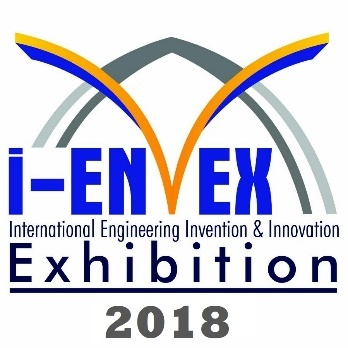 i-ENVEX
International Engineering Invention & Innovation
Exhibition
2018